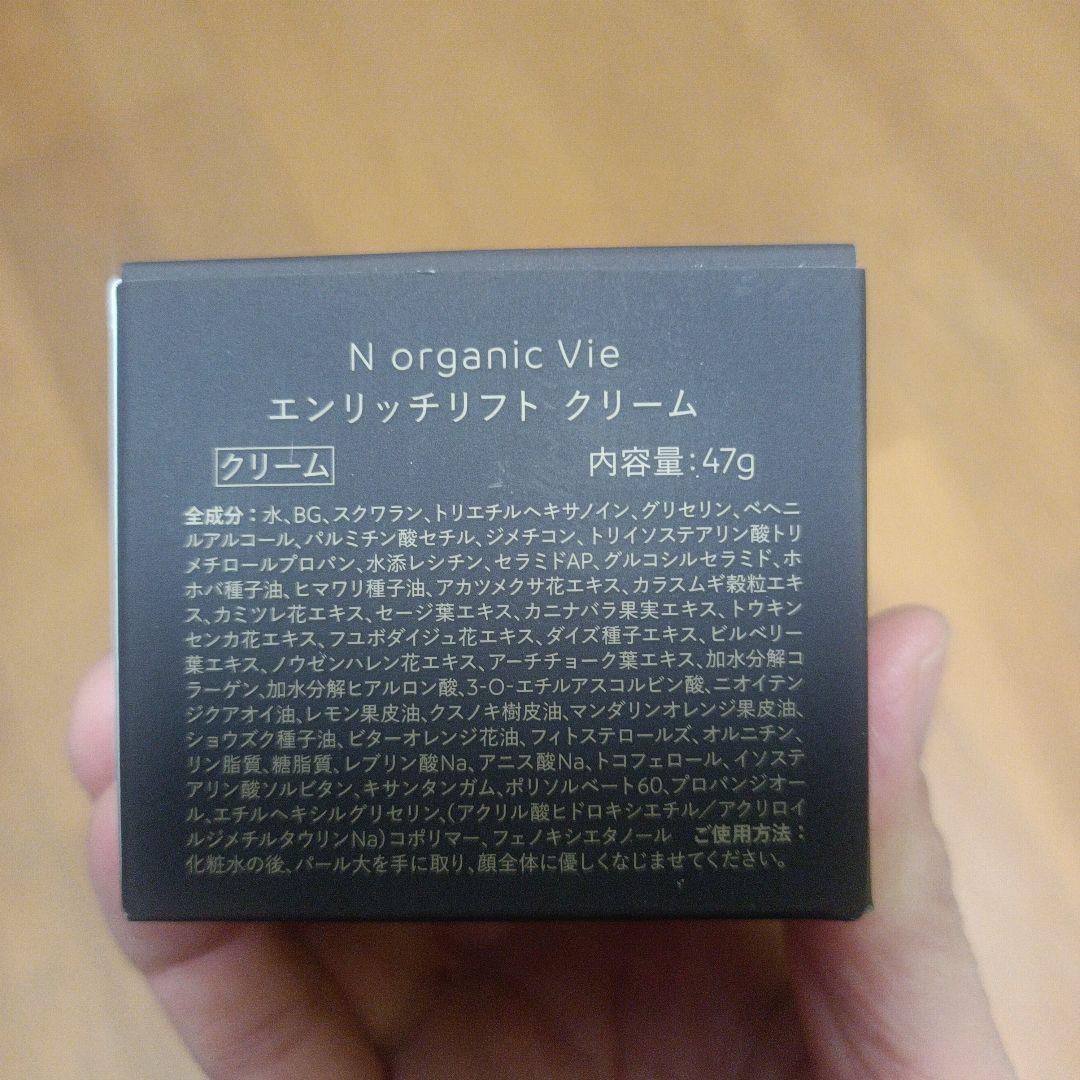 N organic Vie
エンリッチリフト クリーム
クリーム 内容量:47g
全成分:水、BG、スクワラン、トリエチルヘキサノイン、グリセリン、ベヘニ
ルアルコール、パルミチン酸セチル、ジメチコン、トリイソステアリン酸トリ
メチロールプロパン、水添レシチン、セラミドAP、グルコシルセラミド、ホ
ホバ種子油、ヒマワリ種子油、アカツメクサ花エキス、カラスムギ穀粒エキ
ス、カミツレ花エキス、セージ葉エキス、カニナバラ果実エキス、トウキン
センカ花エキス、フユボダイジュ花エキス、ダイズ種子エキス、ビルベリー
葉エキス、ノウゼンハレン花エキス、アーチチョーク葉エキス、加水分解コ
ラーゲン、加水分解ヒアルロン酸、3-O-エチルアスコルビン酸、ニオイテン
ジクアオイ油、レモン果皮油、クスノキ樹皮油、マンダリンオレンジ果皮油、
ショウズク種子油、ビターオレンジ花油、フィトステロールズ、オルニチン、
リン脂質、糖脂質、レブリン酸Na、アニス酸Na、トコフェロール、イソステ
アリン酸ソルビタン、キサンタンガム、ポリソルベート60、プロパンジオー
ル、エチルヘキシルグリセリン、(アクリル酸ヒドロキシエチル/アクリロイ
ルジメチルタウリンNa)コポリマー、フェノキシエタノール ご使用方法:
化粧水の後、パール大を手に取り、顔全体に優しくなじませてください。